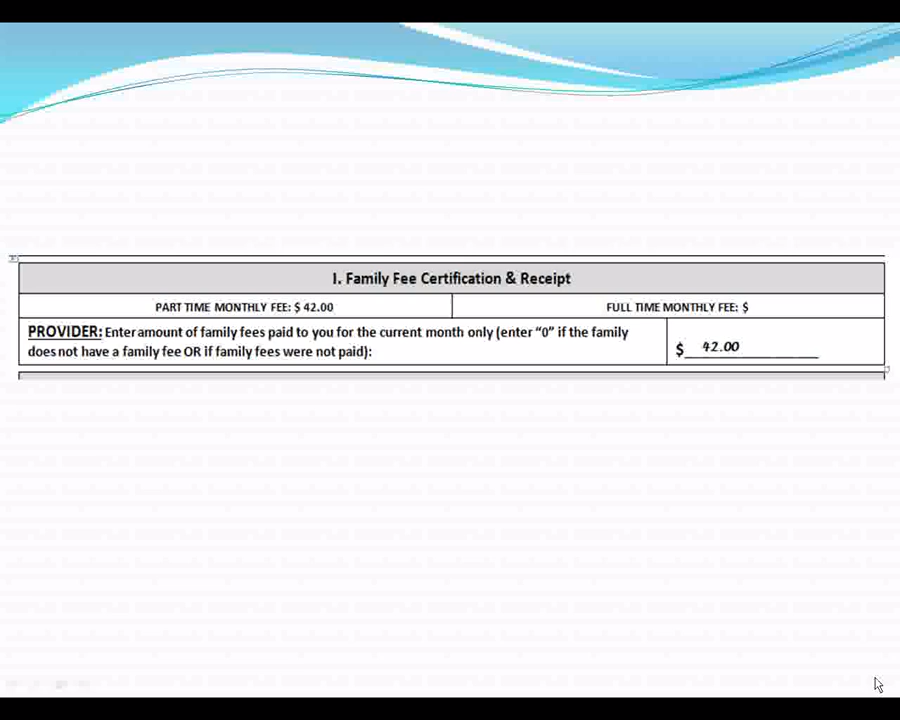 I. Family Fee Certification & Receipt
PART TIME MONTHLY FEE: $ 42.00
FULL TIME MONTHLY FEE: $
PROVIDER: Enter amount of family fees paid to you for the current month only (enter “0” if the family
does not have a family fee OR if family fees were not paid):
$ 42.00